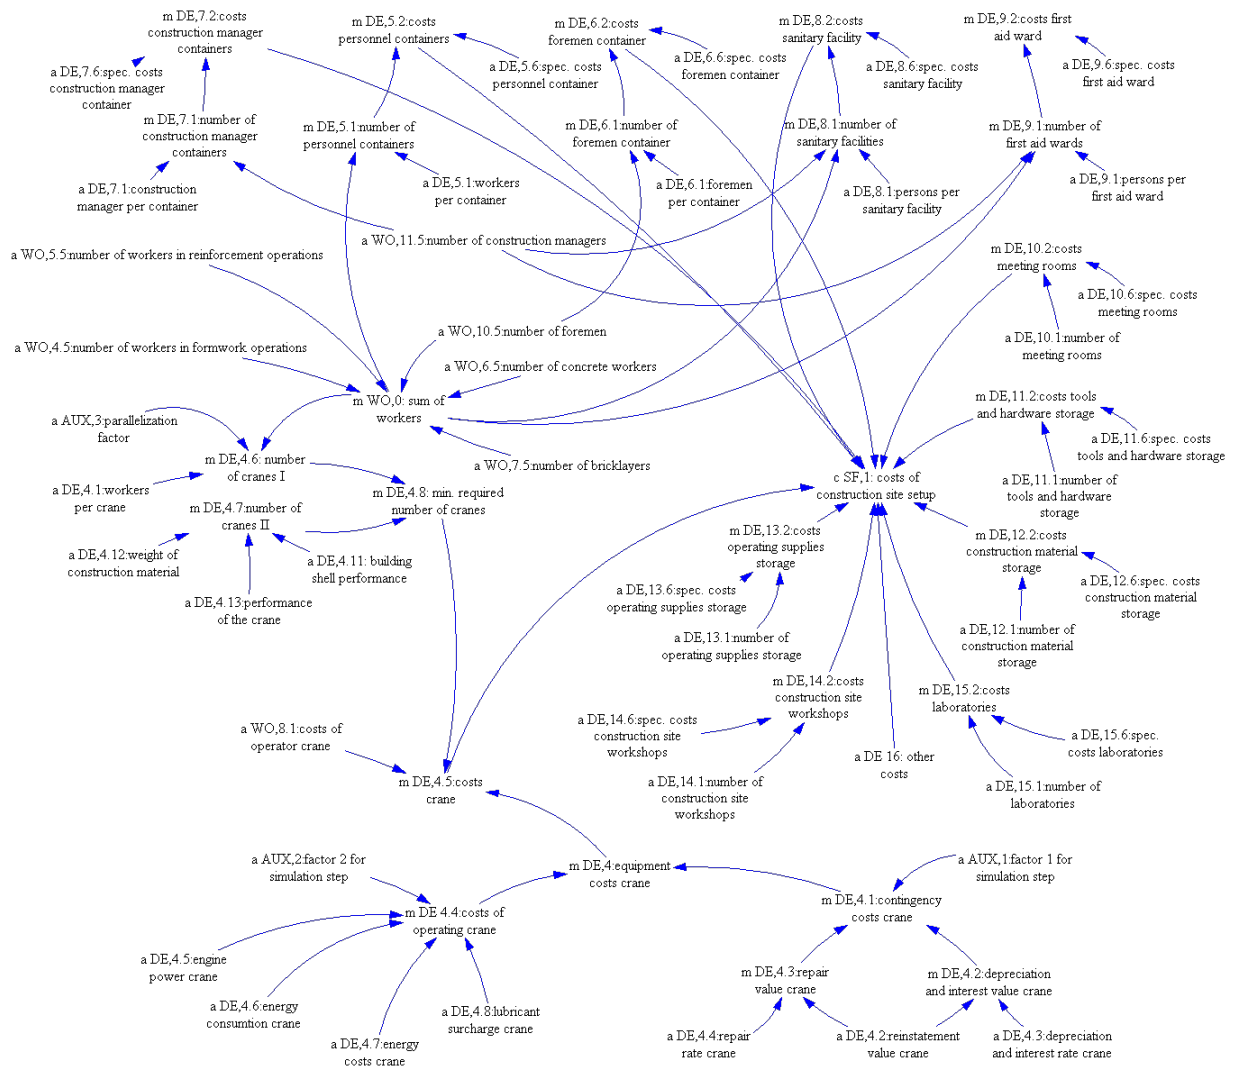 m DE,7.2:costs
construction manager
containers
m DE,5.2:costs
personnel containers
m DE,6.2:costs
foremen container
m DE,8.2:costs
sanitary facility
m DE,9.2:costs first
aid ward
a DE,7.6:spec. costs
construction manager
container
a DE,5.6:spec. costs
personnel container
a DE,6.6:spec. costs
foremen container
a DE,8.6:spec. costs
sanitary facility
a DE,9.6:spec. costs
first aid ward
m DE,7.1:number of
construction manager
containers
m DE,5.1:number of
personnel containers
m DE,6.1:number of
foremen container
m DE,8.1:number of
sanitary facilities
m DE,9.1:number of
first aid wards
a DE,7.1:construction
manager per container
a DE,5.1:workers
per container
a DE,6.1:foremen
per container
a DE,8.1:persons per
sanitary facility
a DE,9.1:persons per
first aid ward
a WO,11.5:number of construction managers
a WO,5.5:number of workers in reinforcement operations
m DE,10.2:costs
meeting rooms
a DE,10.6:spec. costs
meeting rooms
a WO,10.5:number of foremen
a DE,10.1:number of
meeting rooms
a WO,4.5:number of workers in formwork operations
a WO,6.5:number of concrete workers
m WO,0: sum of
workers
m DE,11.2:costs tools
and hardware storage
a AUX,3:parallelization
factor
a DE,11.6:spec. costs
tools and hardware storage
m DE,4.6: number
of cranes I
a WO,7.5:number of bricklayers
a DE,4.1:workers
per crane
m DE,4.8: min. required
number of cranes
c SF,1: costs of
construction site setup
a DE,11.1:number of
tools and hardware
storage
m DE,4.7:number of
cranes II
m DE,13.2:costs
operating supplies
storage
m DE,12.2:costs
construction material
storage
a DE,4.12:weight of
construction material
a DE,4.11: building
shell performance
a DE,13.6:spec. costs
operating supplies storage
a DE,12.6:spec. costs
construction material
storage
a DE,4.13:performance
of the crane
a DE,13.1:number of
operating supplies storage
a DE,12.1:number of
construction material
storage
m DE,14.2:costs
construction site
workshops
m DE,15.2:costs
laboratories
a WO,8.1:costs of
operator crane
a DE,14.6:spec. costs
construction site
workshops
a DE 16: other
costs
a DE,15.6:spec.
costs laboratories
m DE,4.5:costs
crane
a DE,14.1:number of
construction site
workshops
a DE,15.1:number of
laboratories
a AUX,2:factor 2 for
simulation step
m DE,4:equipment
costs crane
a AUX,1:factor 1 for
simulation step
m DE 4.4:costs of
operating crane
m DE,4.1:contingency
costs crane
a DE,4.5:engine
power crane
m DE,4.3:repair
value crane
m DE,4.2:depreciation
and interest value crane
a DE,4.6:energy
consumtion crane
a DE,4.8:lubricant
surcharge crane
a DE,4.7:energy
costs crane
a DE,4.4:repair
rate crane
a DE,4.2:reinstatement
value crane
a DE,4.3:depreciation
and interest rate crane